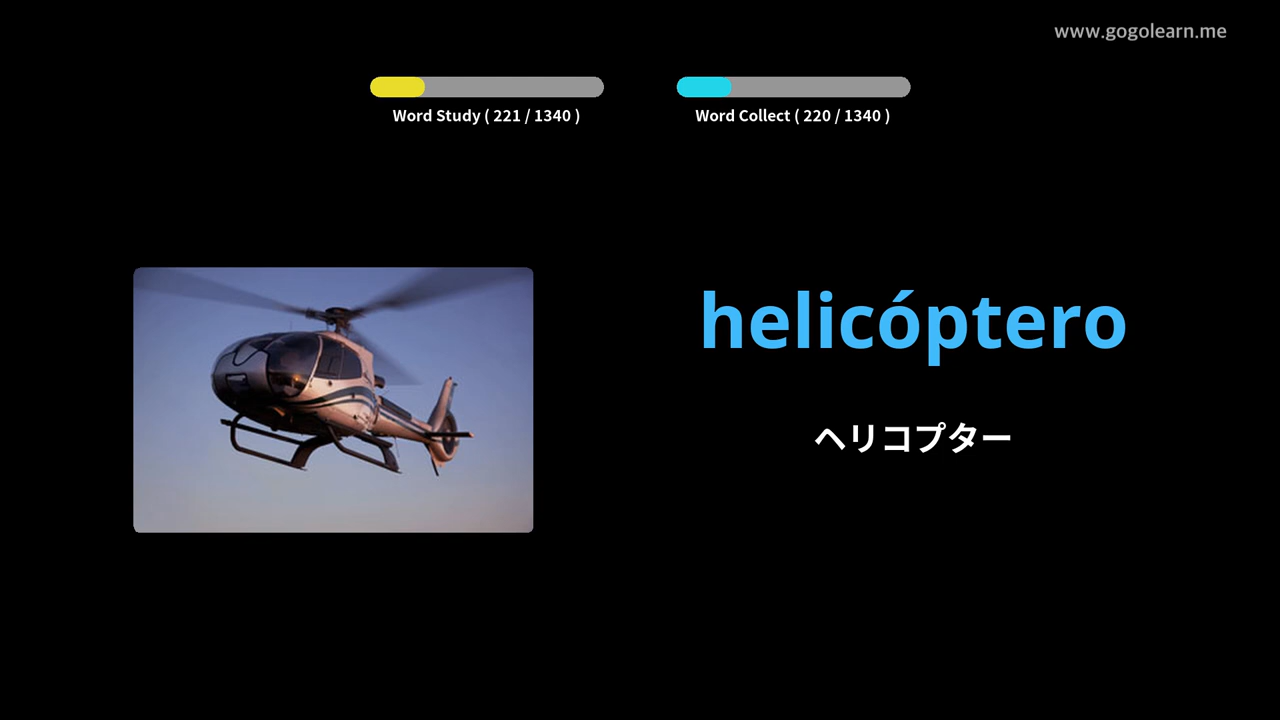 www.gogolearn.me
Word Study ( 221 / 1340 )
Word Collect ( 220 / 1340 )
helicóptero
ヘリコプター